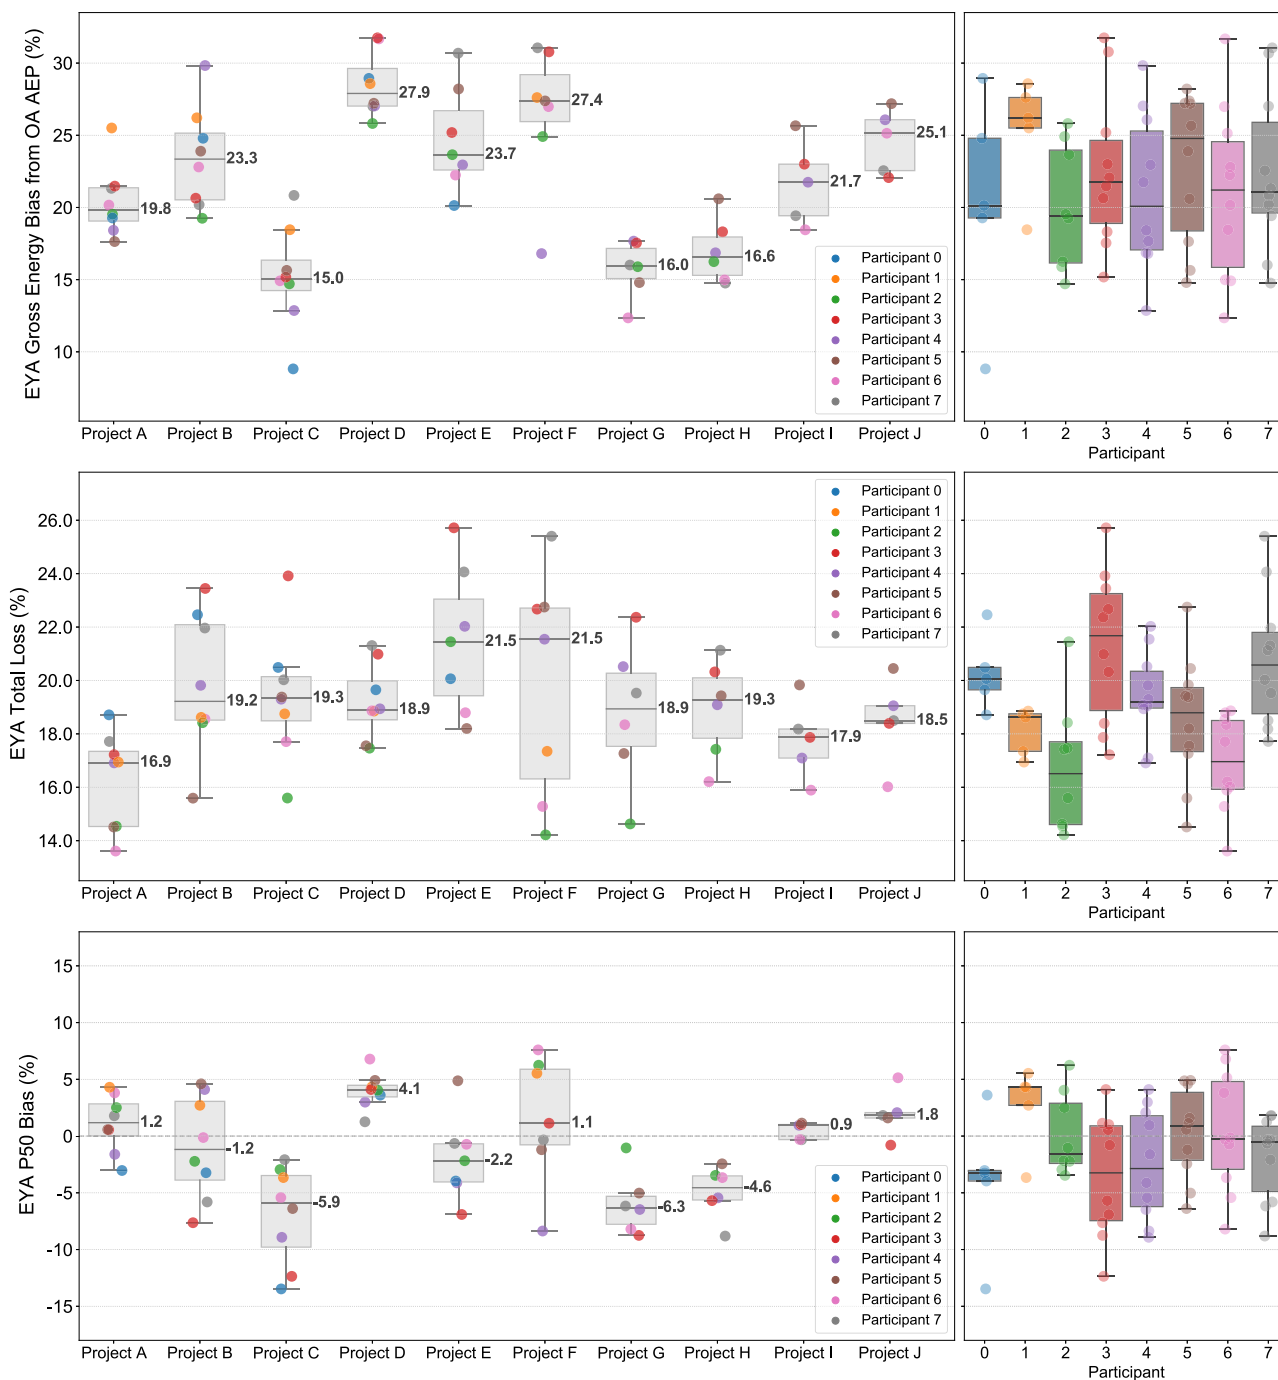 EYA Gross Energy Bias from OA AEP (%)
30
25
20
15
10
19.8
23.3
15.0
27.9
23.7
27.4
16.0
16.6
21.7
25.1
Participant 0
Participant 1
Participant 2
Participant 3
Participant 4
Participant 5
Participant 6
Participant 7
Project A Project B Project C Project D Project E Project F Project G Project H Project I Project J
0 1 2 3 4 5 6 7
Participant
EYA Total Loss (%)
26.0
24.0
22.0
20.0
18.0
16.0
14.0
16.9
19.2
19.3
18.9
21.5
21.5
18.9
19.3
17.9
18.5
Participant 0
Participant 1
Participant 2
Participant 3
Participant 4
Participant 5
Participant 6
Participant 7
Project A Project B Project C Project D Project E Project F Project G Project H Project I Project J
0 1 2 3 4 5 6 7
Participant
EYA P50 Bias (%)
15
10
5
0
-5
-10
-15
1.2
-1.2
-5.9
4.1
-2.2
1.1
-6.3
-4.6
0.9
1.8
Participant 0
Participant 1
Participant 2
Participant 3
Participant 4
Participant 5
Participant 6
Participant 7
Project A Project B Project C Project D Project E Project F Project G Project H Project I Project J
0 1 2 3 4 5 6 7
Participant